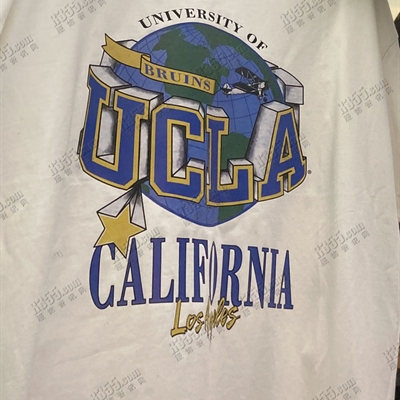 UNIVERSITY OF
BRUINS
UCLA
CALIFORNIA
Los Angeles